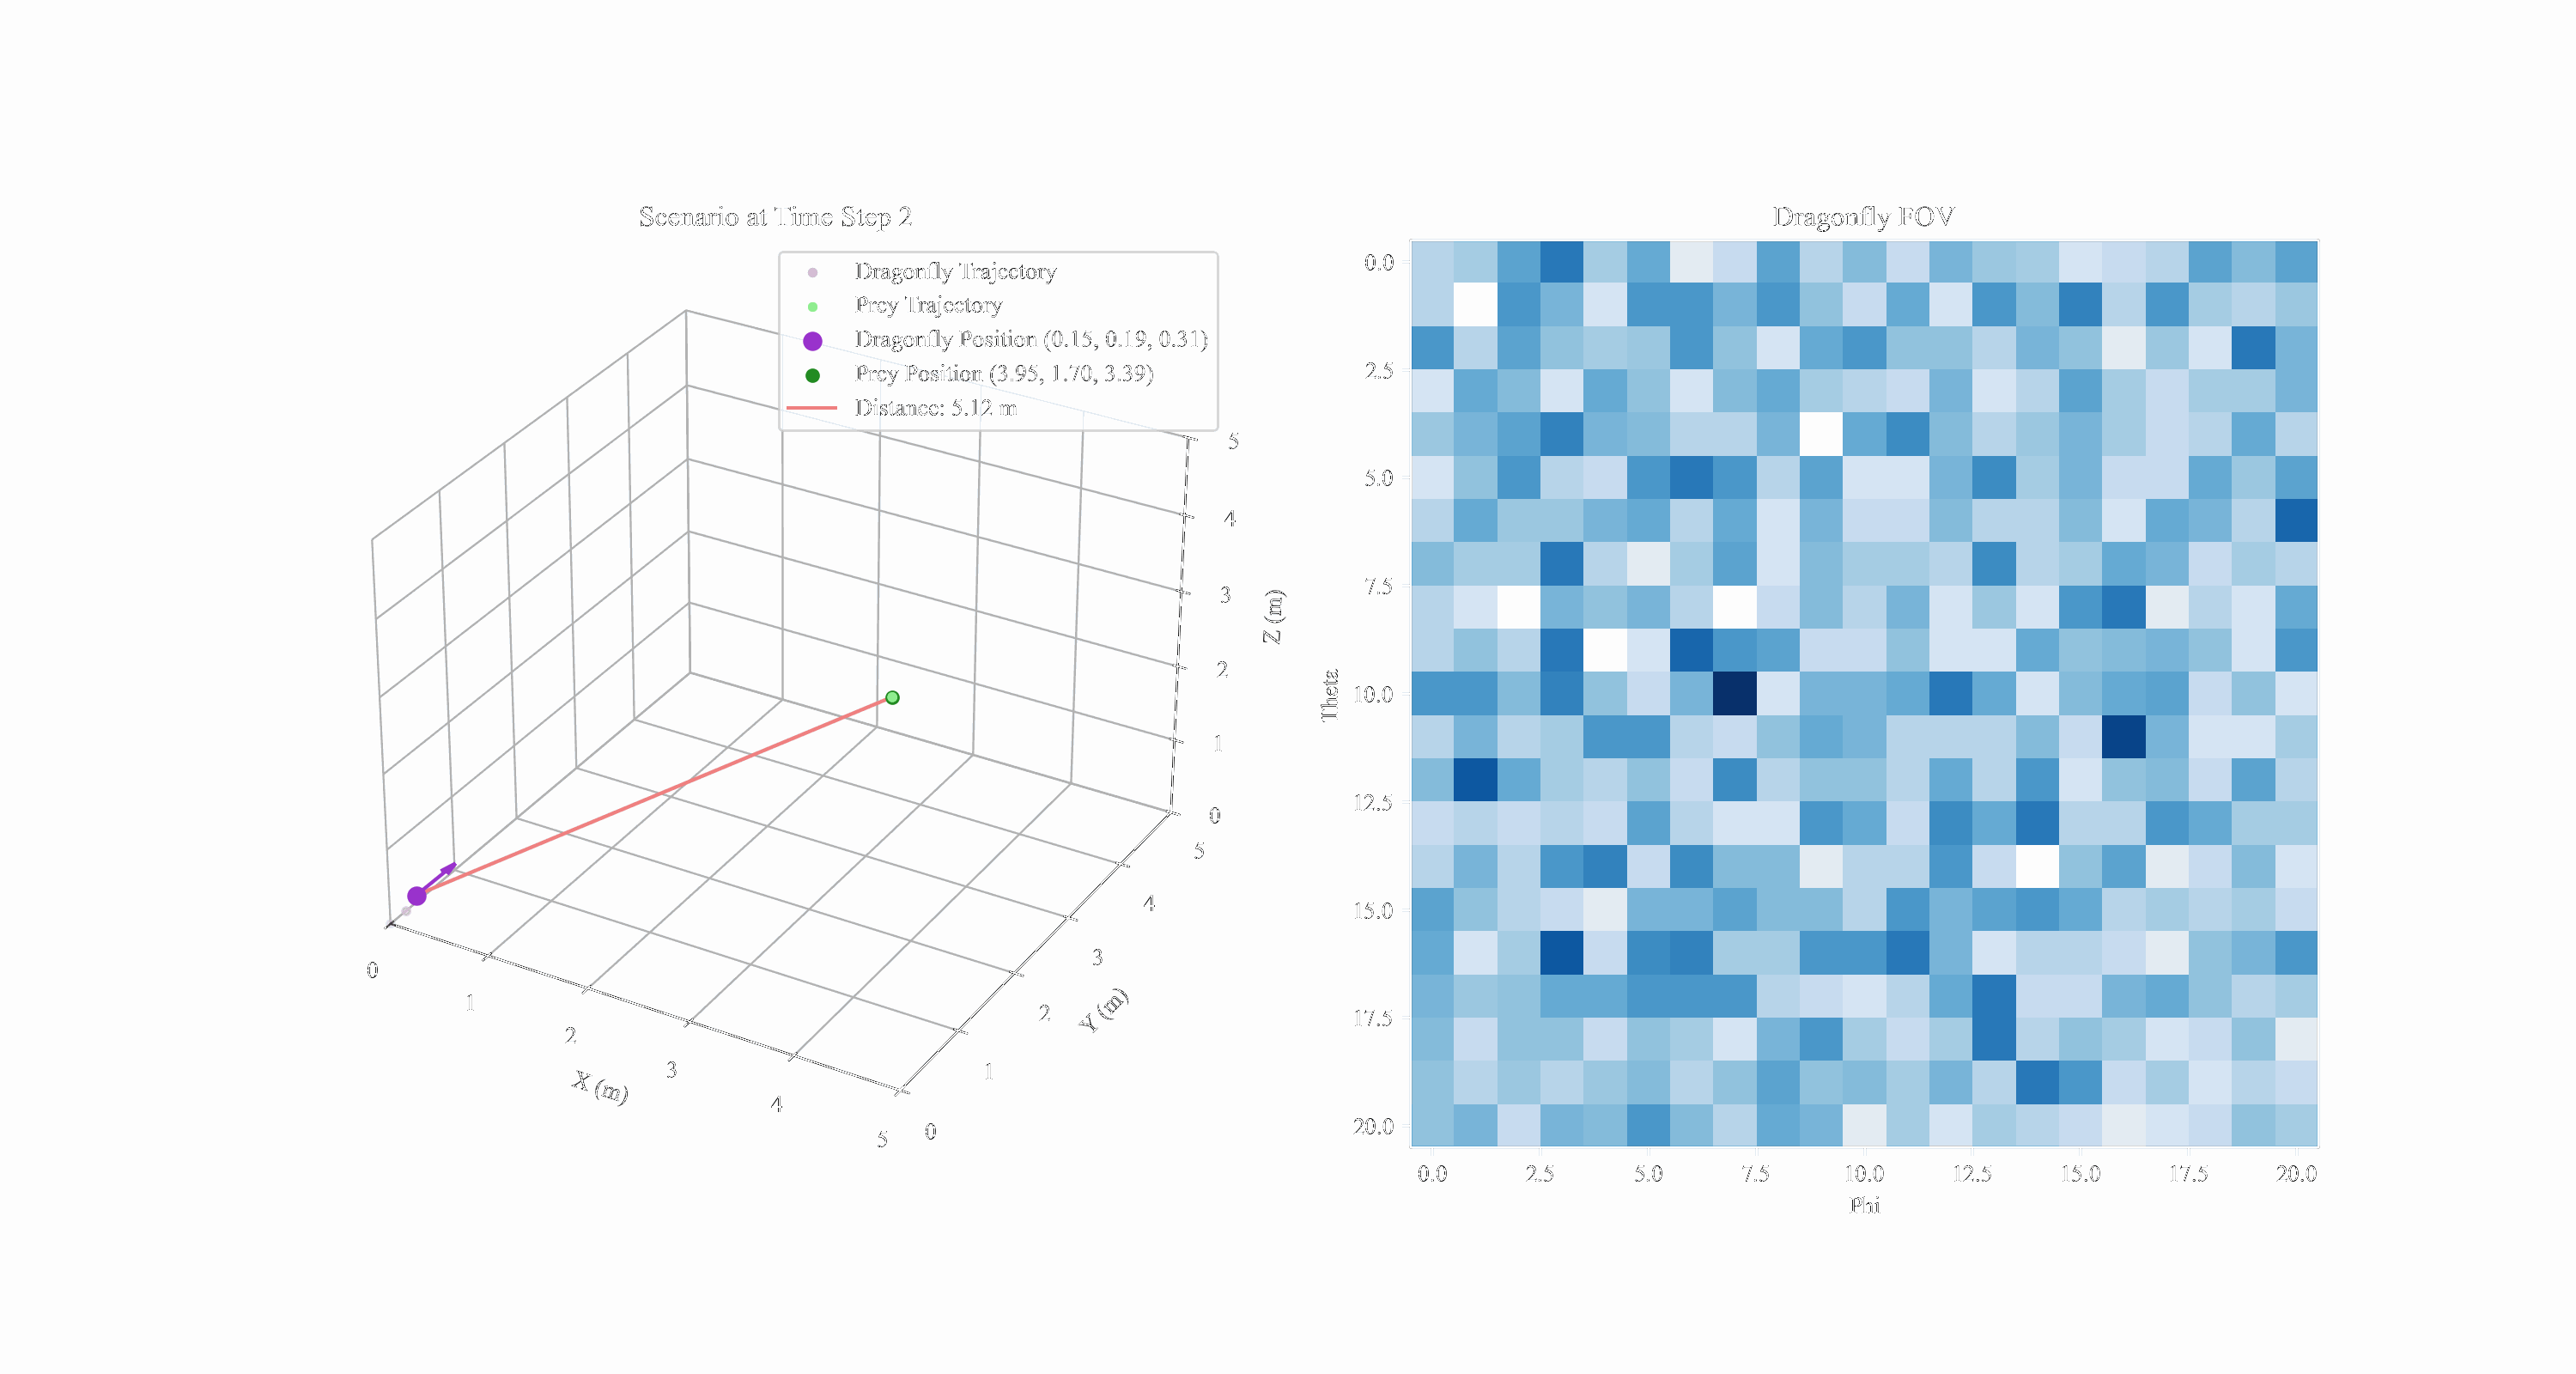 Scenario at Time Step 2
Dragonfly Trajectory
Prey Trajectory
Dragonfly Position (0.15, 0.19, 0.31)
Prey Position (3.95, 1.70, 3.39)
Distance: 5.12 m
5
4
3
2
1
0
Z (m)
5
4
3
2
1
0
Y (m)
0
1
2
3
4
5
X (m)
Dragonfly FOV
0.0
2.5
5.0
7.5
10.0
12.5
15.0
17.5
20.0
Theta
0.0 2.5 5.0 7.5 10.0 12.5 15.0 17.5 20.0
Phi